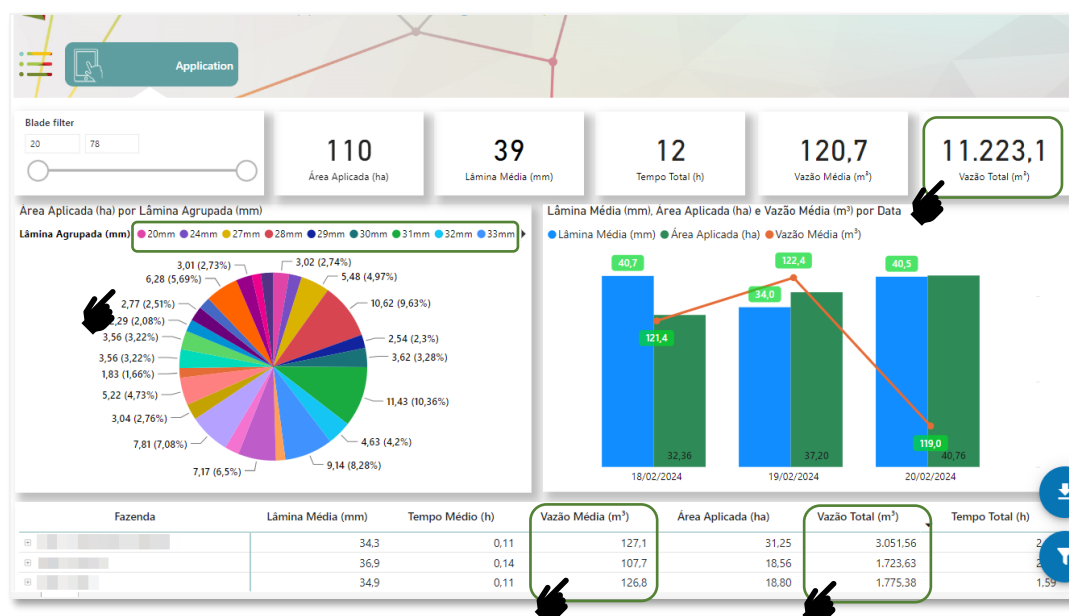 Application
Blade filter
20 78
110
Área Aplicada (ha)
39
Lâmina Média (mm)
12
Tempo Total (h)
120,7
Vazão Média (m³)
11.223,1
Vazão Total (m³)
Área Aplicada (ha) por Lâmina Agrupada (mm)
Lâmina Agrupada (mm) 20mm 24mm 27mm 28mm 29mm 30mm 31mm 32mm 33mm
3,02 (2,74%)
5,48 (4,97%)
10,62 (9,63%)
2,54 (2,3%)
3,62 (3,28%)
11,43 (10,36%)
4,63 (4,2%)
9,14 (8,28%)
7,17 (6,5%)
7,81 (7,08%)
3,04 (2,76%)
5,22 (4,73%)
1,83 (1,66%)
3,56 (3,22%)
3,56 (3,22%)
2,29 (2,08%)
2,77 (2,51%)
6,28 (5,69%)
3,01 (2,73%)
Lâmina Média (mm), Área Aplicada (ha) e Vazão Média (m³) por Data
Lâmina Média (mm) Área Aplicada (ha) Vazão Média (m³)
40,7 122,4 40,5
34,0
121,4
119,0
32,36 37,20 40,76
18/02/2024 19/02/2024 20/02/2024
Fazenda Lâmina Média (mm) Tempo Médio (h) Vazão Média (m³) Área Aplicada (ha) Vazão Total (m³) Tempo Total (h)
34,3 0,11 127,1 31,25 3.051,56
36,9 0,14 107,7 18,56 1.723,63
34,9 0,11 126,8 18,80 1.775,38 1,59